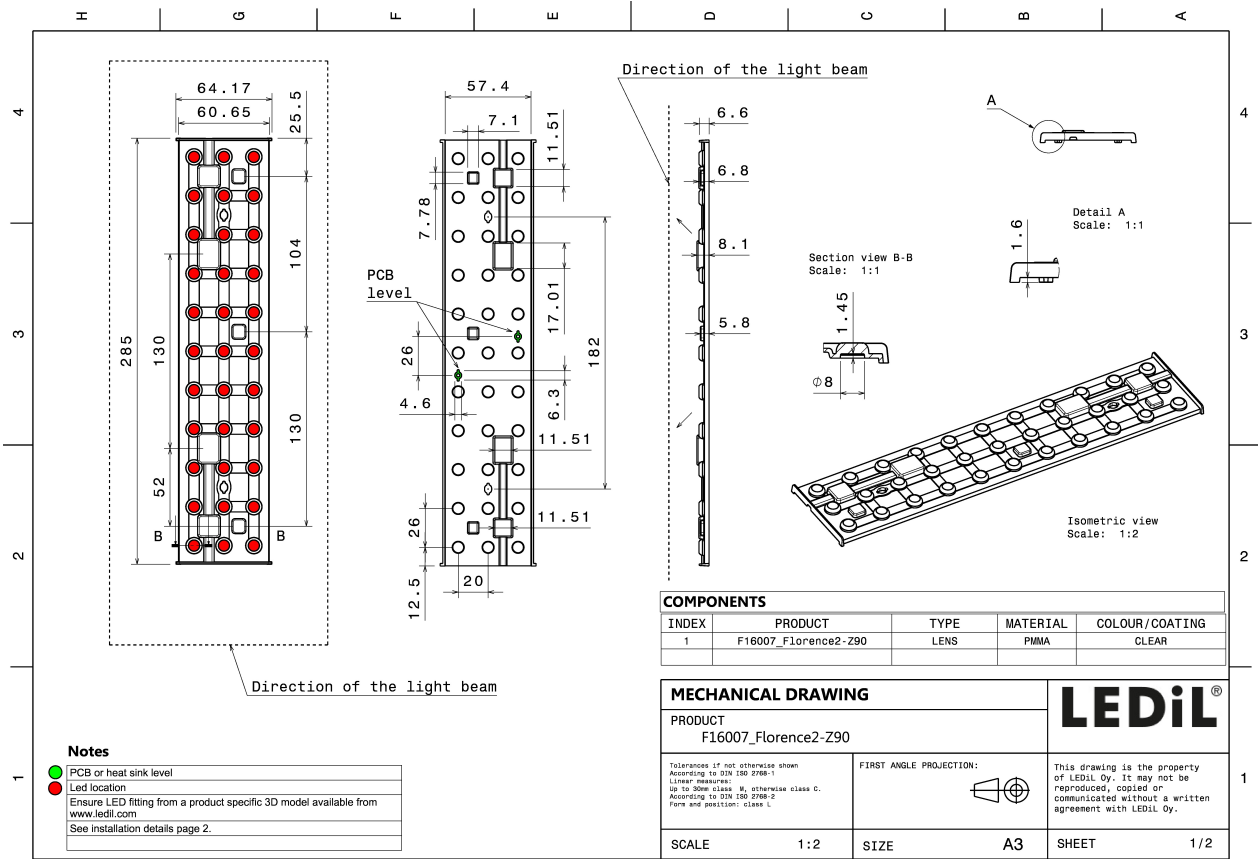 H G F E D C B A
4
3
2
1
64.17
60.65
25.5
104
130
285
130
52
B B
Direction of the light beam
57.4
7.1
11.51
7.78
PCB
level
17.01
182
26
4.6
6.3
11.51
11.51
26
12.5
20
Direction of the light beam
6.6
6.8
8.1
5.8
A
Detail A
Scale: 1:1
1.6
Section view B-B
Scale: 1:1
1.45
∅8
Isometric view
Scale: 1:2
4
3
2
1
COMPONENTS
INDEX PRODUCT TYPE MATERIAL COLOUR/COATING
1 F16007_Florence2-Z90 LENS PMMA CLEAR
MECHANICAL DRAWING
PRODUCT
F16007_Florence2-Z90
LEDiL®
Tolerances if not otherwise shown
According to DIN ISO 2768-1
Linear measures:
Up to 30mm class M, otherwise class C.
According to DIN ISO 2768-2
Form and position: class L
FIRST ANGLE PROJECTION:
This drawing is the property
of LEDiL Oy. It may not be
reproduced, copied or
communicated without a written
agreement with LEDiL Oy.
SCALE 1:2 SIZE A3 SHEET 1/2
Notes
PCB or heat sink level
Led location
Ensure LED fitting from a product specific 3D model available from
www.ledil.com
See installation details page 2.